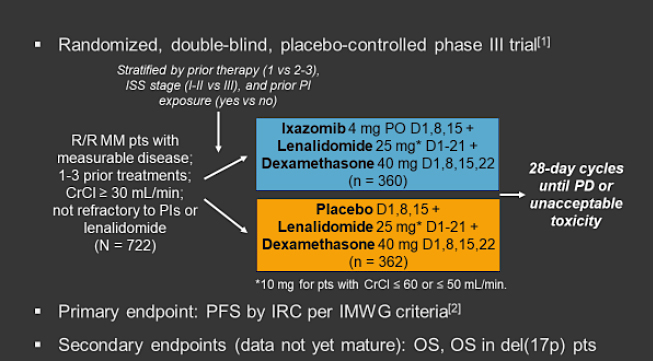 ▪ Randomized, double-blind, placebo-controlled phase III trial[1]
Stratified by prior therapy (1 vs 2-3),
ISS stage (I-II vs III), and prior PI
exposure (yes vs no)
R/R MM pts with
measurable disease;
1-3 prior treatments;
CrCl ≥ 30 mL/min;
not refractory to PIs or
lenalidomide
(N = 722)
Ixazomib 4 mg PO D1,8,15 +
Lenalidomide 25 mg* D1-21 +
Dexamethasone 40 mg D1,8,15,22
(n = 360)
Placebo D1,8,15 +
Lenalidomide 25 mg* D1-21 +
Dexamethasone 40 mg D1,8,15,22
(n = 362)
28-day cycles
until PD or
unacceptable
toxicity
*10 mg for pts with CrCl ≤ 60 or ≤ 50 mL/min.
▪ Primary endpoint: PFS by IRC per IMWG criteria[2]
▪ Secondary endpoints (data not yet mature): OS, OS in del(17p) pts